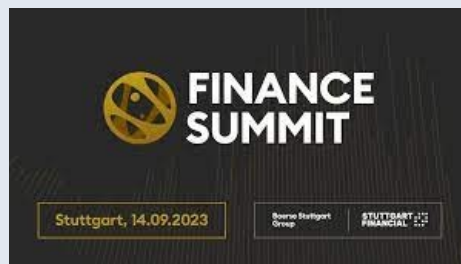 FINANCE
SUMMIT
Stuttgart, 14.09.2023
Boerse Stuttgart
Group
STUTTGART
FINANCIAL